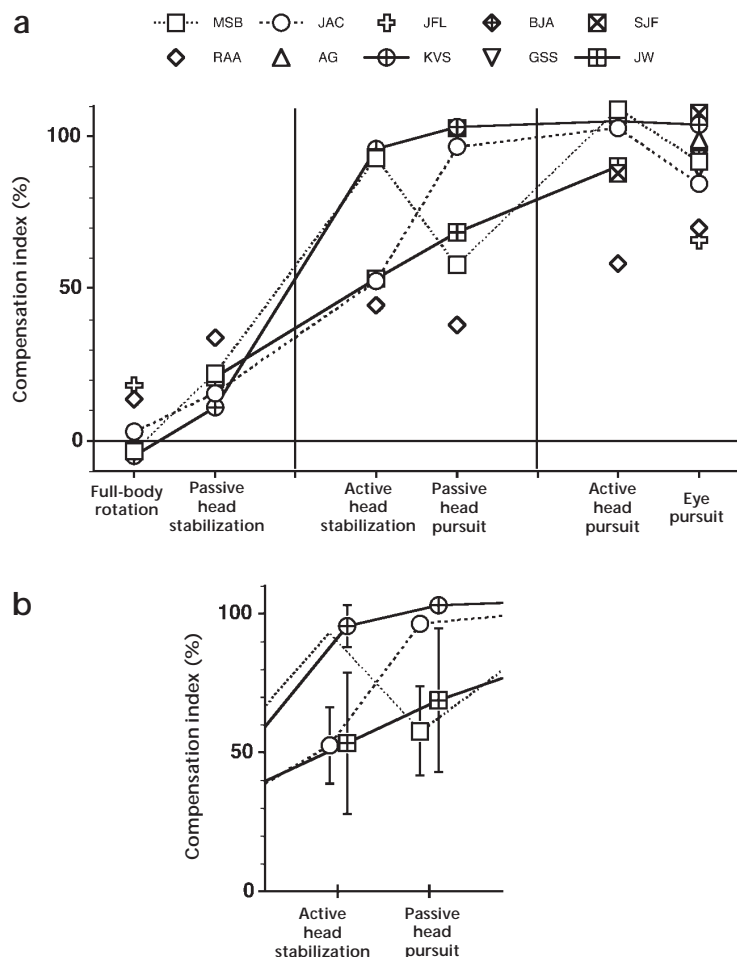 a
MSB JAC JFL BJA SJF
RAA AG KVS GSS JW
Compensation index (%)
100
50
0
Full-body
rotation
Passive
head
stabilization
Active
head
stabilization
Passive
head
pursuit
Active
head
pursuit
Eye
pursuit
b
Compensation index (%)
100
50
0
Active
head
stabilization
Passive
head
pursuit